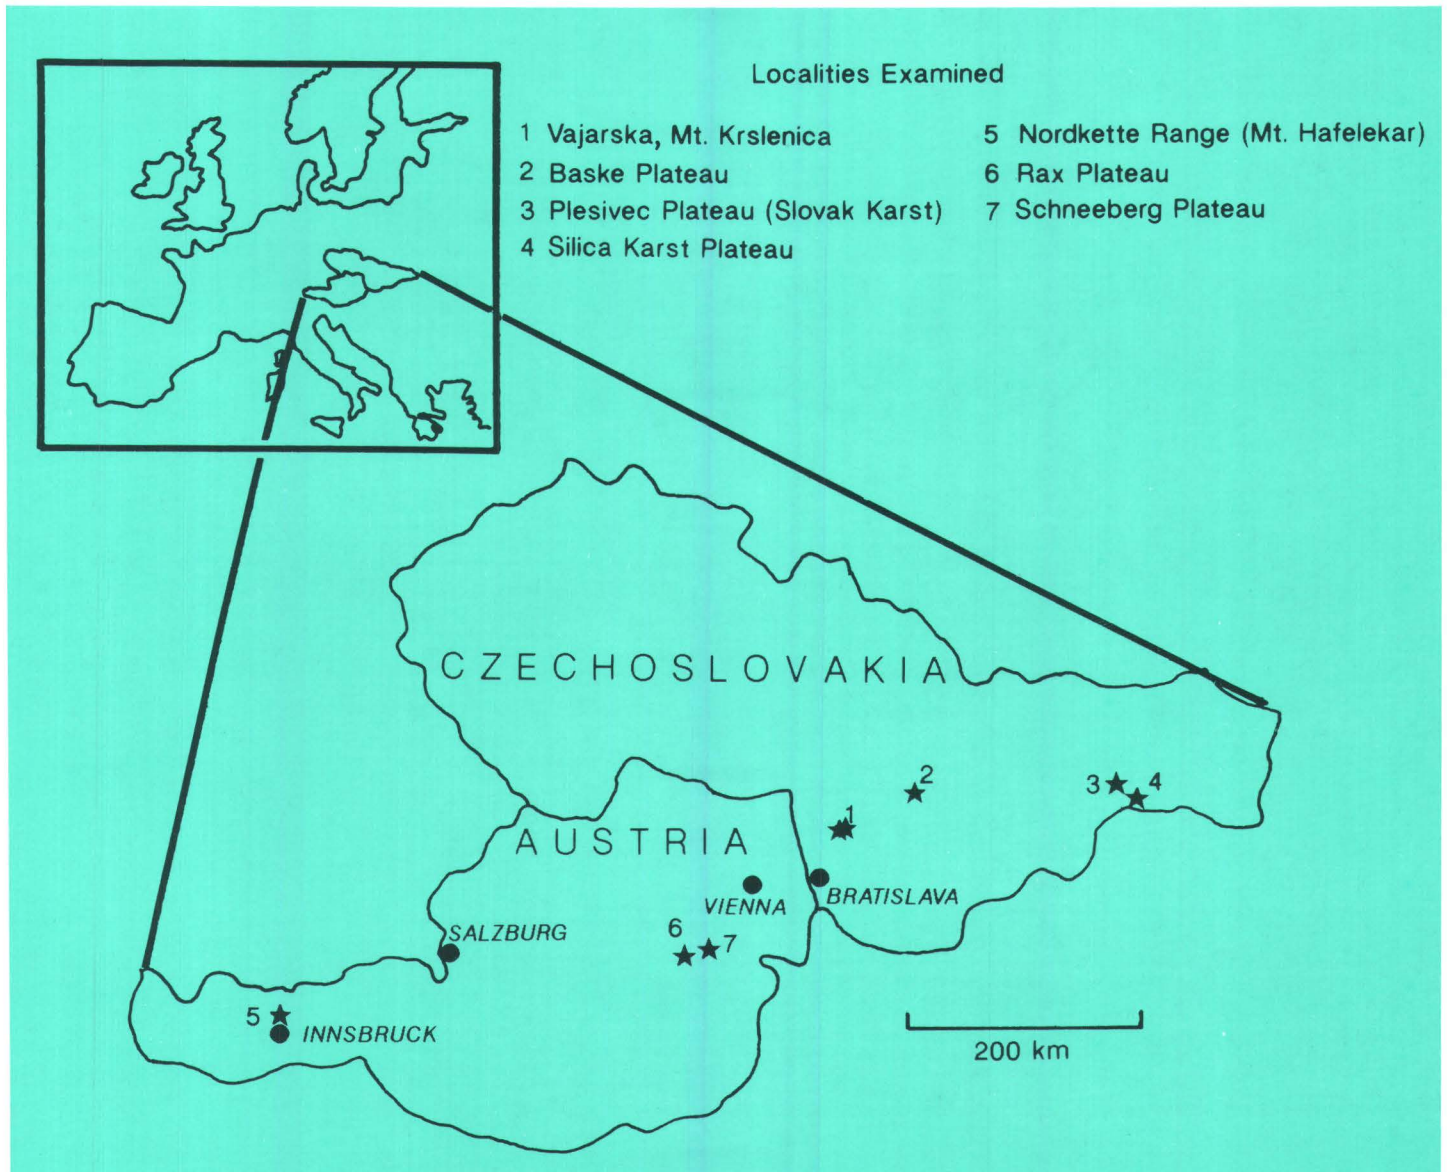 Localities Examined
1 Vajarska, Mt. Krslenica
2 Baske Plateau
3 Plesivec Plateau (Slovak Karst)
4 Silica Karst Plateau
5 Nordkette Range (Mt. Hafelekar)
6 Rax Plateau
7 Schneeberg Plateau
CZECHOSLOVAKIA
2
3
4
1
AUSTRIA
VIENNA
BRATISLAVA
SALZBURG
6
7
5
INNSBRUCK
200 km